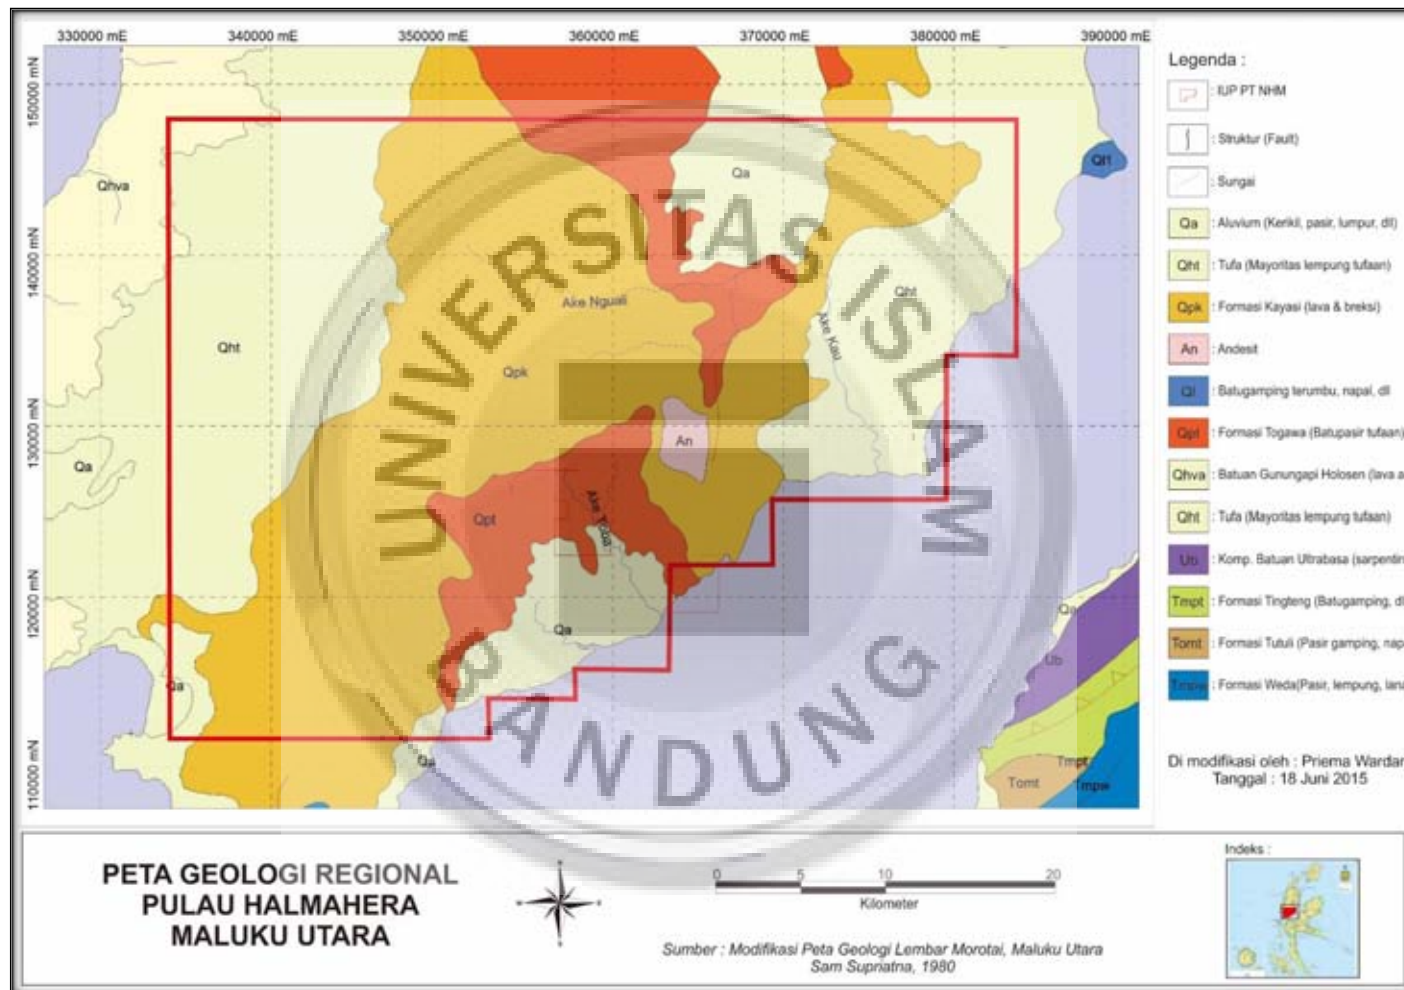 330000 mE
340000 mE
350000 mE
360000 mE
370000 mE
380000 mE
390000 mE
150000 mN
140000 mN
130000 mN
120000 mN
110000 mN
Qhva
Qa
Ql1
Ake Nguali
Qht
Ake Kau
Qht
Qpk
An
Qa
Qpt
Ake Toba
Qa
Qa
Qa
Qa
Ub
Tmpt
Tomt
Tmpw
UNIVERSITAS ISLAM
BANDUNG
Legenda :
: IUP PT NHM
: Struktur (Fault)
: Sungai
Qa : Aluvium (Kerikil, pasir, lumpur, dll)
Qht : Tufa (Mayoritas lempung tufaan)
Qpk : Formasi Kayasi (lava & breksi)
An : Andesit
Ql : Batugamping terumbu, napal, dll
Qpt : Formasi Togawa (Batupasir tufaan)
Qhva : Batuan Gunungapi Holosen (lava a
Qht : Tufa (Mayoritas lempung tufaan)
Ub : Komp. Batuan Ultrabasa (sarpentin
Tmpt : Formasi Tingteng (Batugamping, dl
Tomt : Formasi Tutuli (Pasir gamping, nap
Tmpw : Formasi Weda(Pasir, lempung, lana
Di modifikasi oleh : Priema Wardan
Tanggal : 18 Juni 2015
PETA GEOLOGI REGIONAL
PULAU HALMAHERA
MALUKU UTARA
0 5 10 20
Kilometer
Sumber : Modifikasi Peta Geologi Lembar Morotai, Maluku Utara
Sam Supriatna, 1980
Indeks :